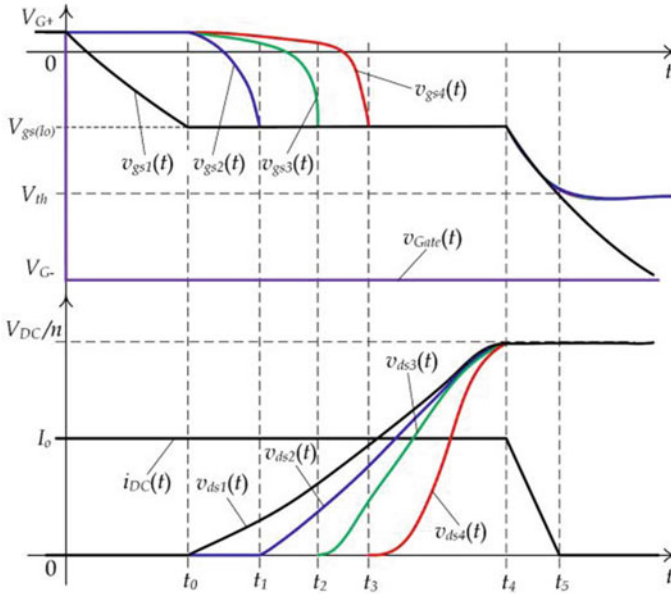 V_G+
0
t
v_gs4(t)
V_gs(Io)
v_gs1(t)
v_gs2(t)
v_gs3(t)
V_th
v_Gate(t)
V_G-
V_DC/n
v_ds3(t)
I_o
v_ds2(t)
i_DC(t)
v_ds1(t)
v_ds4(t)
0
t_0
t_1
t_2
t_3
t_4
t_5
t